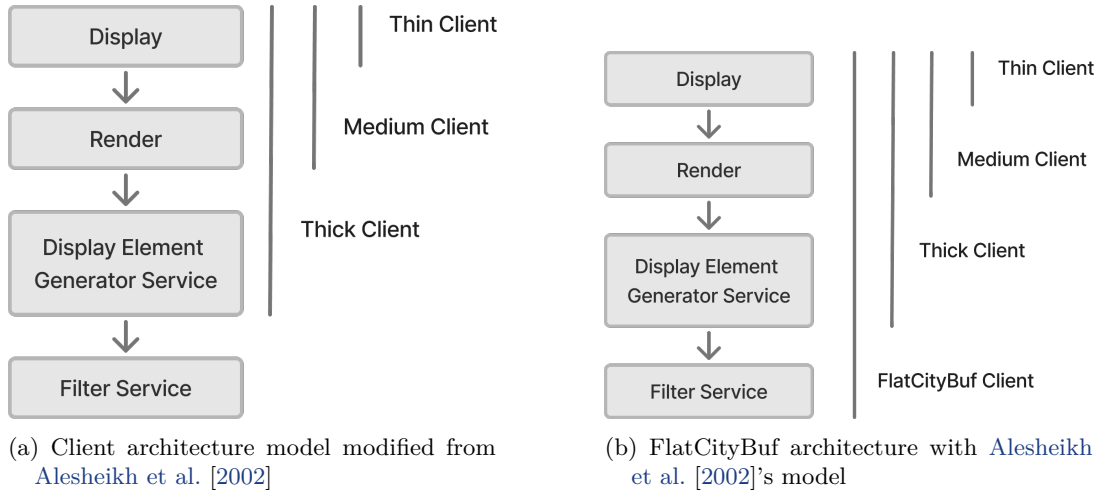 Display
Render
Display Element
Generator Service
Filter Service
Thin Client
Medium Client
Thick Client
(a) Client architecture model modified from
Alesheikh et al. [2002]
Display
Render
Display Element
Generator Service
Filter Service
Thin Client
Medium Client
Thick Client
FlatCityBuf Client
(b) FlatCityBuf architecture with Alesheikh
et al. [2002]'s model